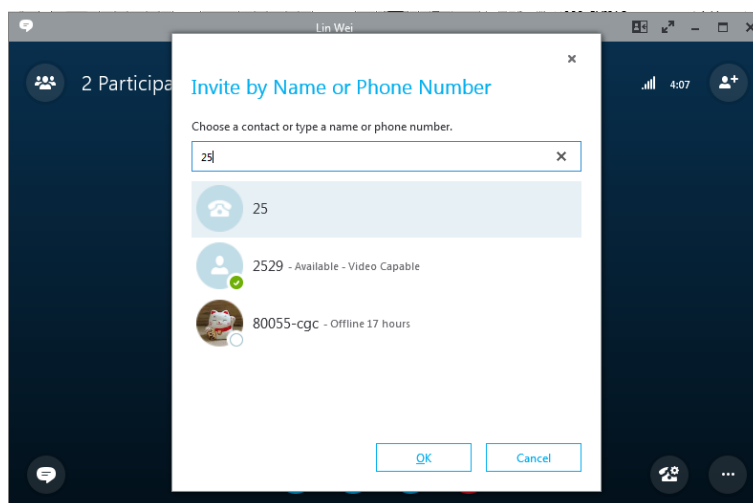 Lin Wei
2 Participa
4:07
Invite by Name or Phone Number
Choose a contact or type a name or phone number.
25
25
2529 - Available - Video Capable
80055-cgc - Offline 17 hours
OK
Cancel